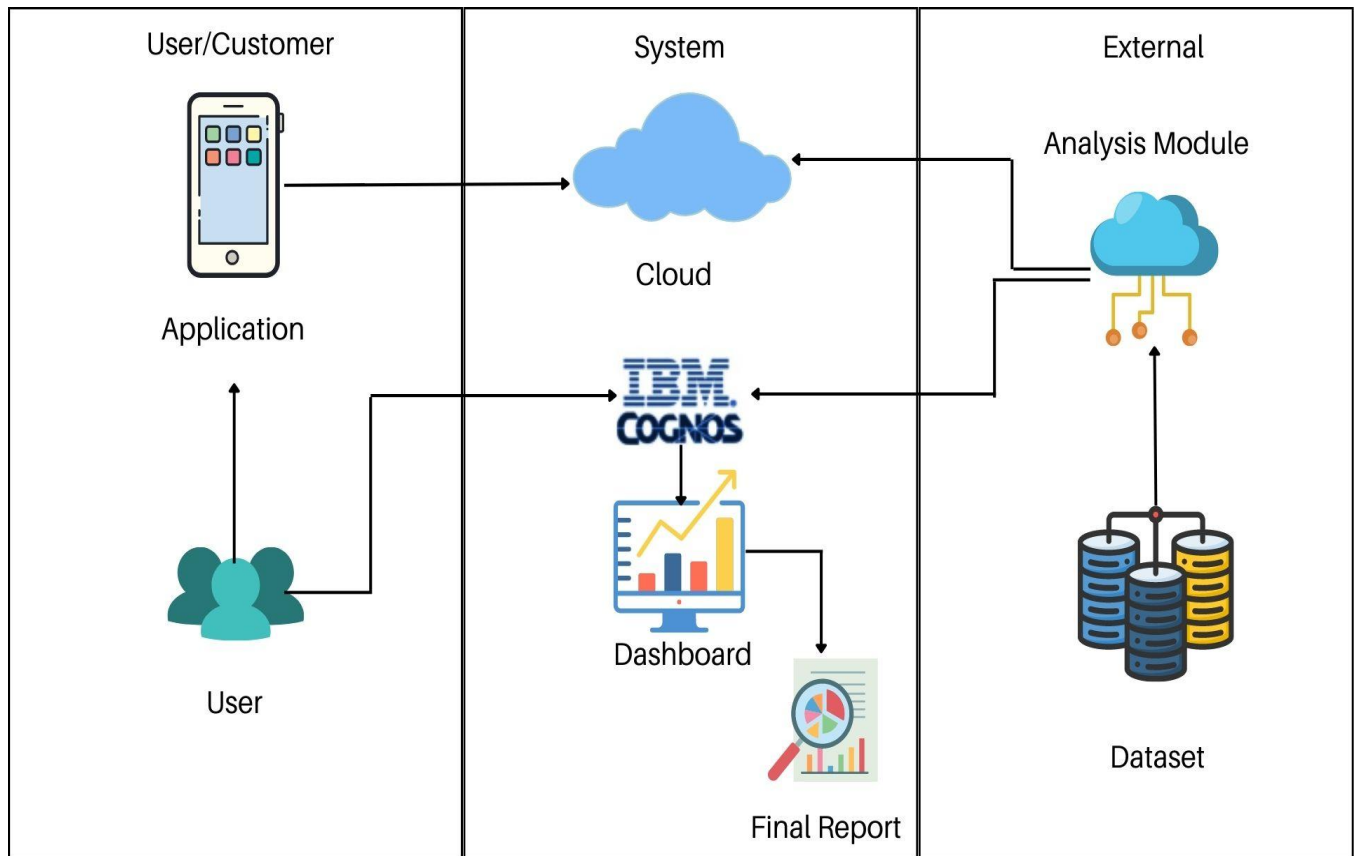 User/Customer
System
External
Analysis Module
Cloud
Application
IBM.
COGNOS
Dashboard
User
Dataset
Final Report